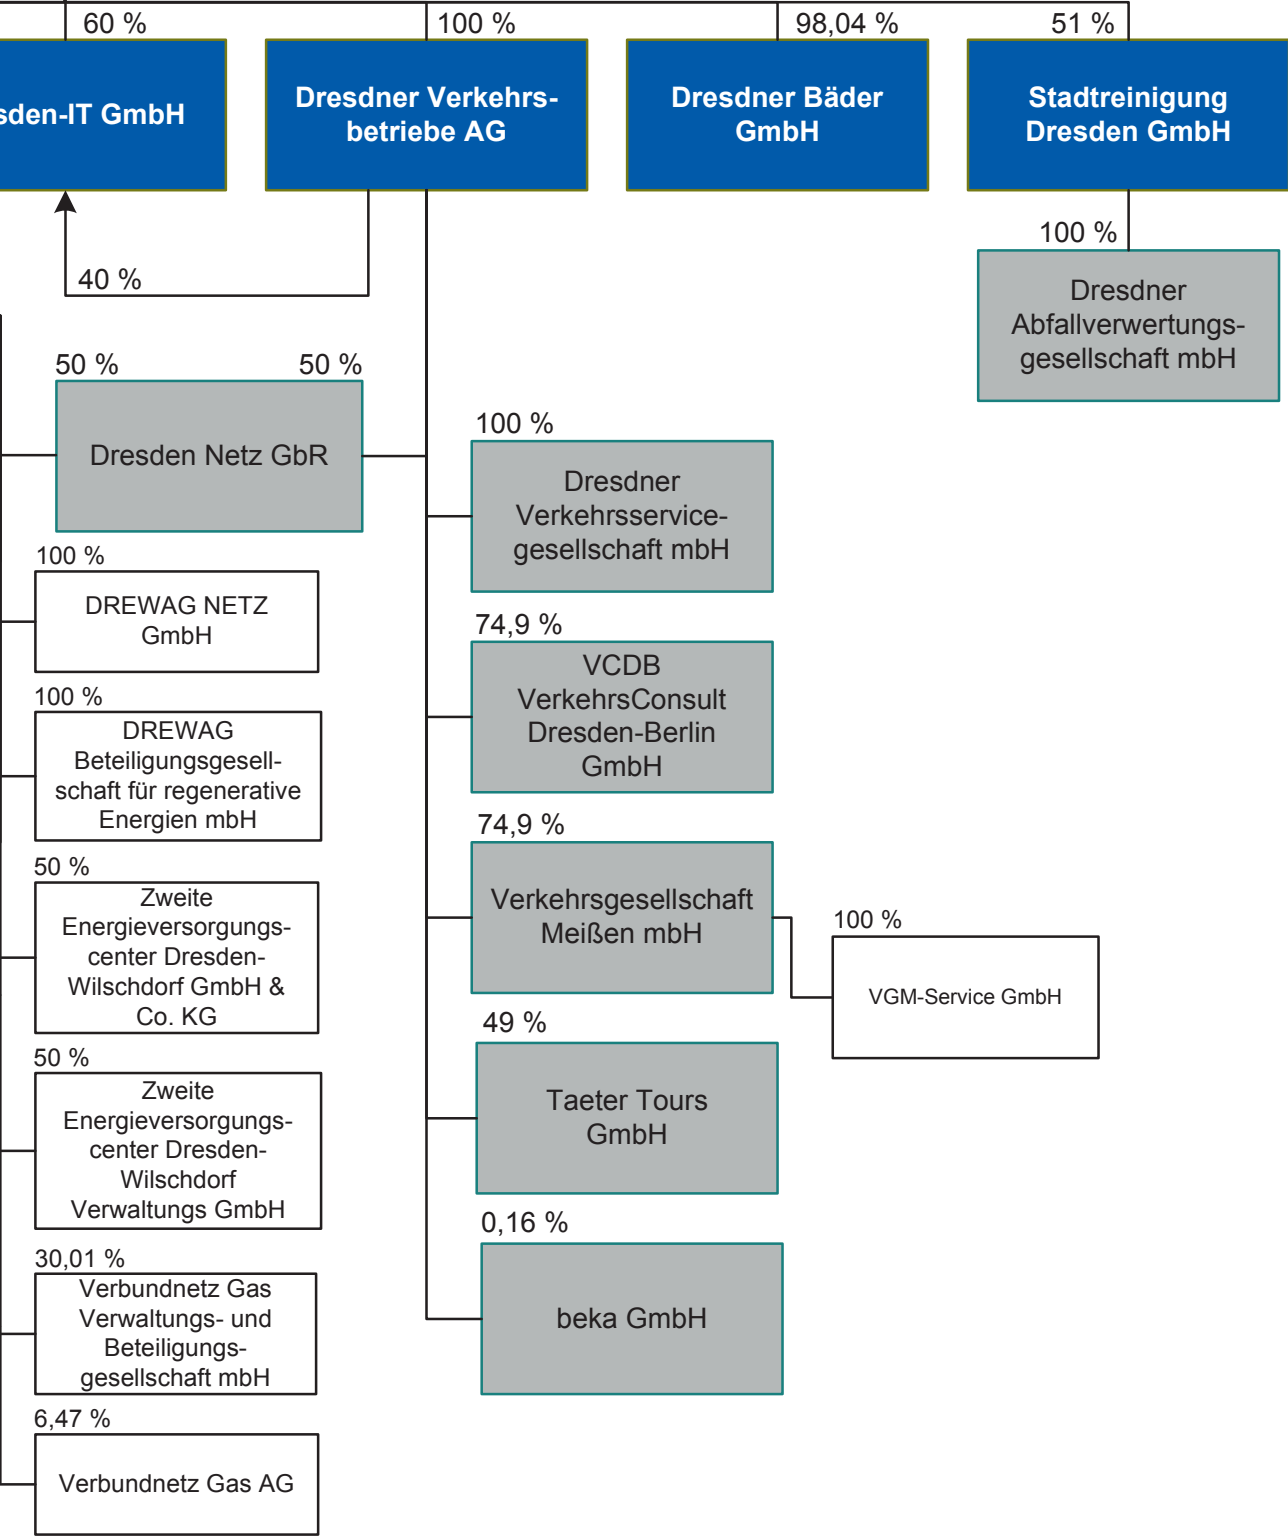 60 %
100 %
98,04 %
51 %
sden-IT GmbH
Dresdner Verkehrs-
betriebe AG
Dresdner Bäder
GmbH
Stadtreinigung
Dresden GmbH
40 %
100 %
Dresdner
Abfallverwertungs-
gesellschaft mbH
50 %
50 %
Dresden Netz GbR
100 %
DREWAG NETZ
GmbH
100 %
DREWAG
Beteiligungsgesell-
schaft für regenerative
Energien mbH
50 %
Zweite
Energieversorgungs-
center Dresden-
Wilschdorf GmbH &
Co. KG
50 %
Zweite
Energieversorgungs-
center Dresden-
Wilschdorf
Verwaltungs GmbH
30,01 %
Verbundnetz Gas
Verwaltungs- und
Beteiligungs-
gesellschaft mbH
6,47 %
Verbundnetz Gas AG
100 %
Dresdner
Verkehrsservice-
gesellschaft mbH
74,9 %
VCDB
VerkehrsConsult
Dresden-Berlin
GmbH
74,9 %
Verkehrsgesellschaft
Meißen mbH
100 %
VGM-Service GmbH
49 %
Taeter Tours
GmbH
0,16 %
beka GmbH